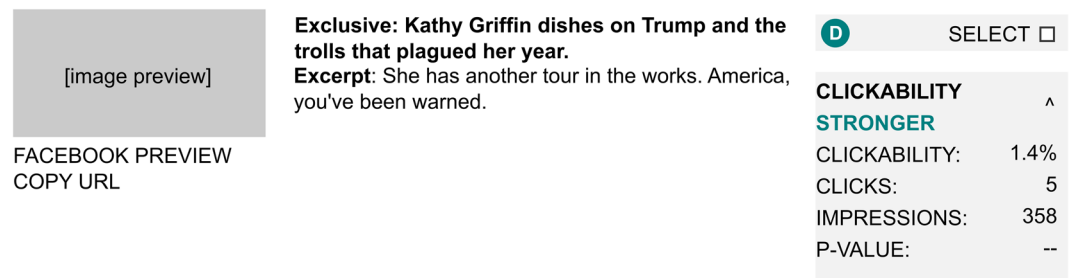 [image preview]
FACEBOOK PREVIEW
COPY URL
Exclusive: Kathy Griffin dishes on Trump and the
trolls that plagued her year.
Excerpt: She has another tour in the works. America,
you've been warned.
D SELECT
CLICKABILITY ^
STRONGER
CLICKABILITY: 1.4%
CLICKS: 5
IMPRESSIONS: 358
P-VALUE: --